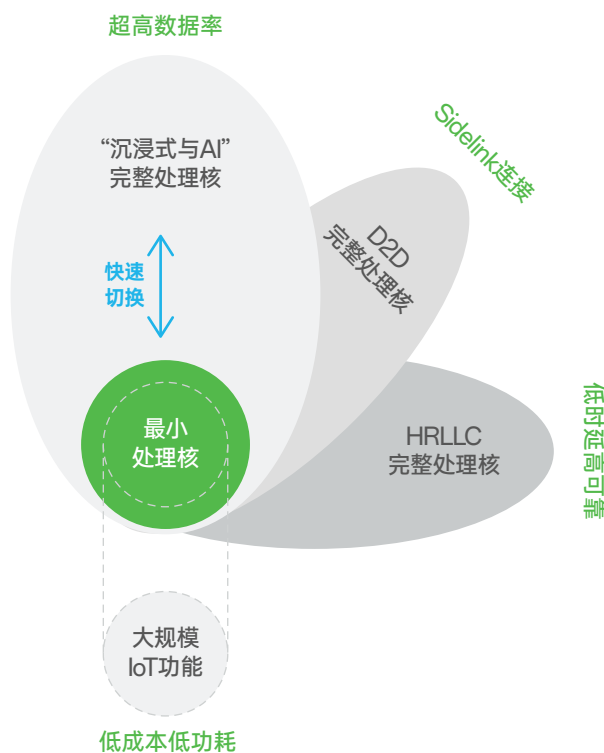 超高数据率
“沉浸式与AI”
完整处理核
Sidelink连接
D2D
完整处理核
快速
切换
最小
处理核
HRLLC
完整处理核
低时延高可靠
大规模
IoT功能
低成本低功耗